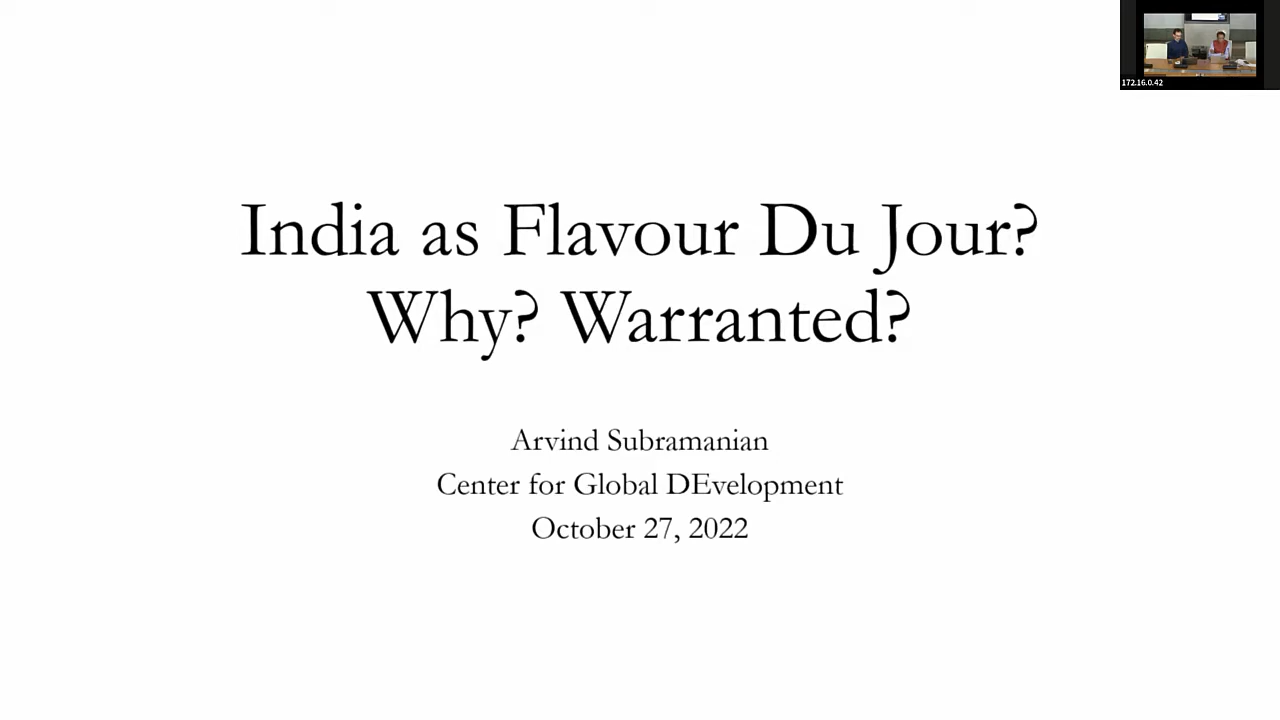 172.16.0.42
India as Flavour Du Jour?
Why? Warranted?
Arvind Subramanian
Center for Global DEvelopment
October 27, 2022